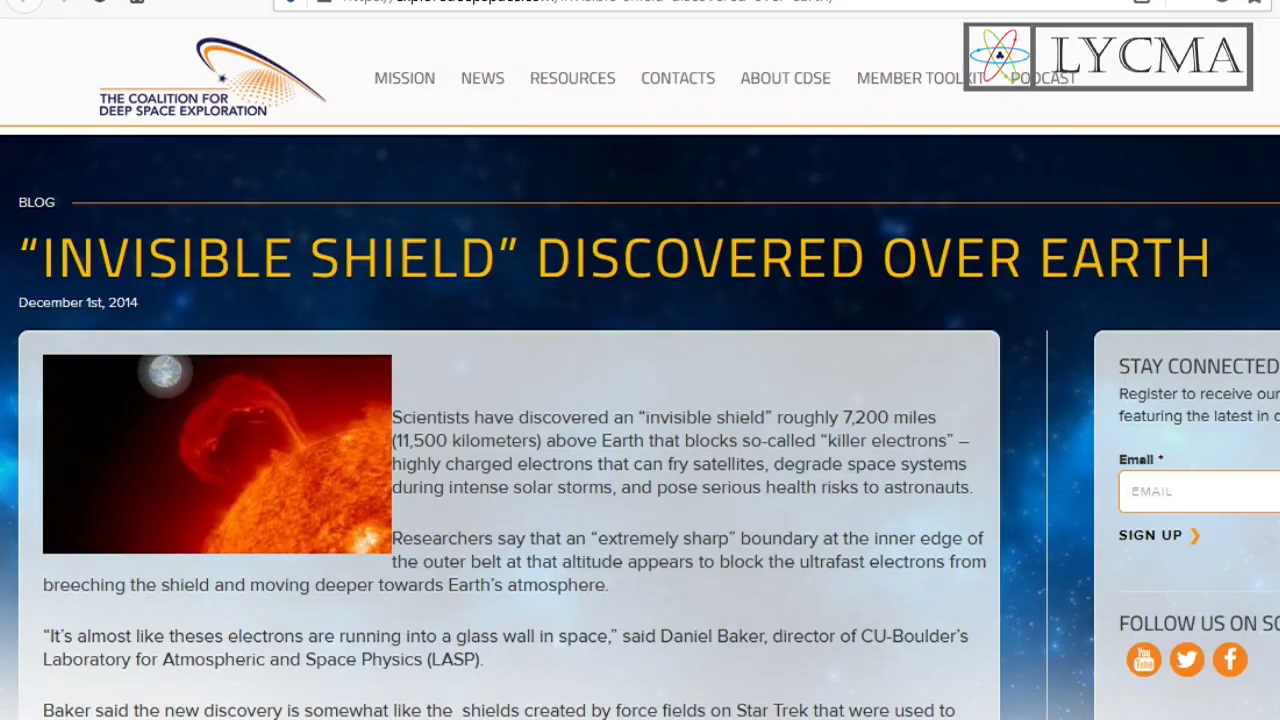 LYCMA
THE COALITION FOR
DEEP SPACE EXPLORATION
MISSION NEWS RESOURCES CONTACTS ABOUT CDSE MEMBER TOOLKIT PODCAST
BLOG
“INVISIBLE SHIELD” DISCOVERED OVER EARTH
December 1st, 2014
Scientists have discovered an “invisible shield” roughly 7,200 miles
(11,500 kilometers) above Earth that blocks so-called “killer electrons” –
highly charged electrons that can fry satellites, degrade space systems
during intense solar storms, and pose serious health risks to astronauts.
Researchers say that an “extremely sharp” boundary at the inner edge of
the outer belt at that altitude appears to block the ultrafast electrons from
breeching the shield and moving deeper towards Earth’s atmosphere.
“It’s almost like theses electrons are running into a glass wall in space,” said Daniel Baker, director of CU-Boulder’s
Laboratory for Atmospheric and Space Physics (LASP).
Baker said the new discovery is somewhat like the shields created by force fields on Star Trek that were used to
STAY CONNECTED
Register to receive our
featuring the latest in
Email *
EMAIL
SIGN UP ❯
FOLLOW US ON
You
Tube